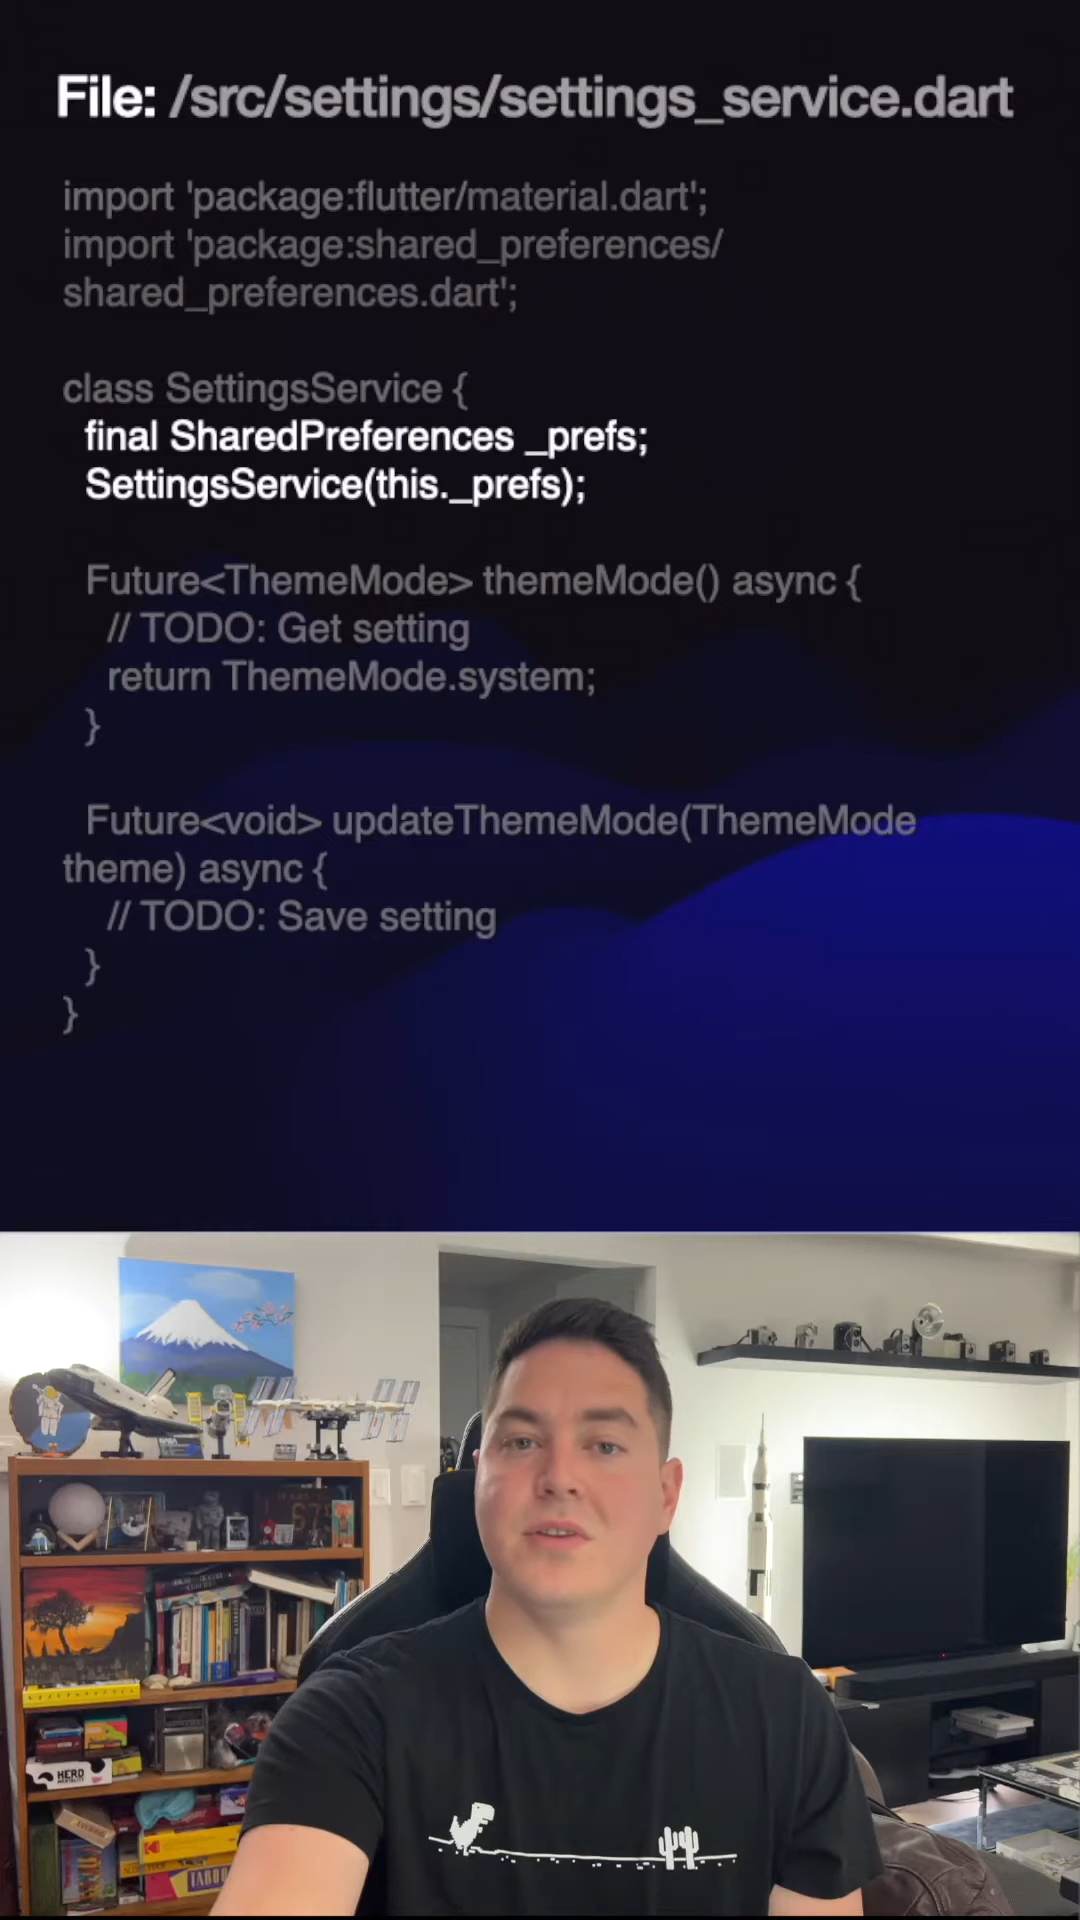 File: /src/settings/settings_service.dart
import 'package:flutter/material.dart';
import 'package:shared_preferences/
shared_preferences.dart';
class SettingsService {
final SharedPreferences _prefs;
SettingsService(this._prefs);
Future<ThemeMode> themeMode() async {
// TODO: Get setting
return ThemeMode.system;
}
Future<void> updateThemeMode(ThemeMode
theme) async {
// TODO: Save setting
}
}
HERD
TABOO